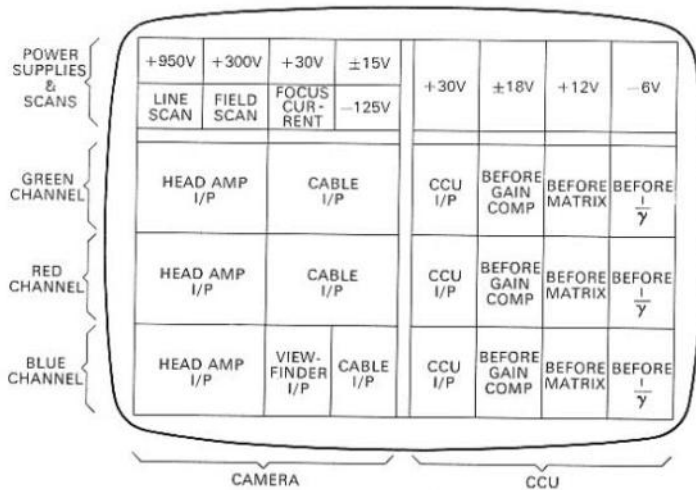 POWER
SUPPLIES
&
SCANS
+950V +300V +30V ±15V
LINE
SCAN
FIELD
SCAN
FOCUS
CUR-
RENT
−125V
+30V ±18V +12V −6V
GREEN
CHANNEL
HEAD AMP
I/P
CABLE
I/P
CCU
I/P
BEFORE
GAIN
COMP
BEFORE
MATRIX
BEFORE
1
γ
RED
CHANNEL
HEAD AMP
I/P
CABLE
I/P
CCU
I/P
BEFORE
GAIN
COMP
BEFORE
MATRIX
BEFORE
1
γ
BLUE
CHANNEL
HEAD AMP
I/P
VIEW-
FINDER
I/P
CABLE
I/P
CCU
I/P
BEFORE
GAIN
COMP
BEFORE
MATRIX
BEFORE
1
γ
CAMERA
CCU